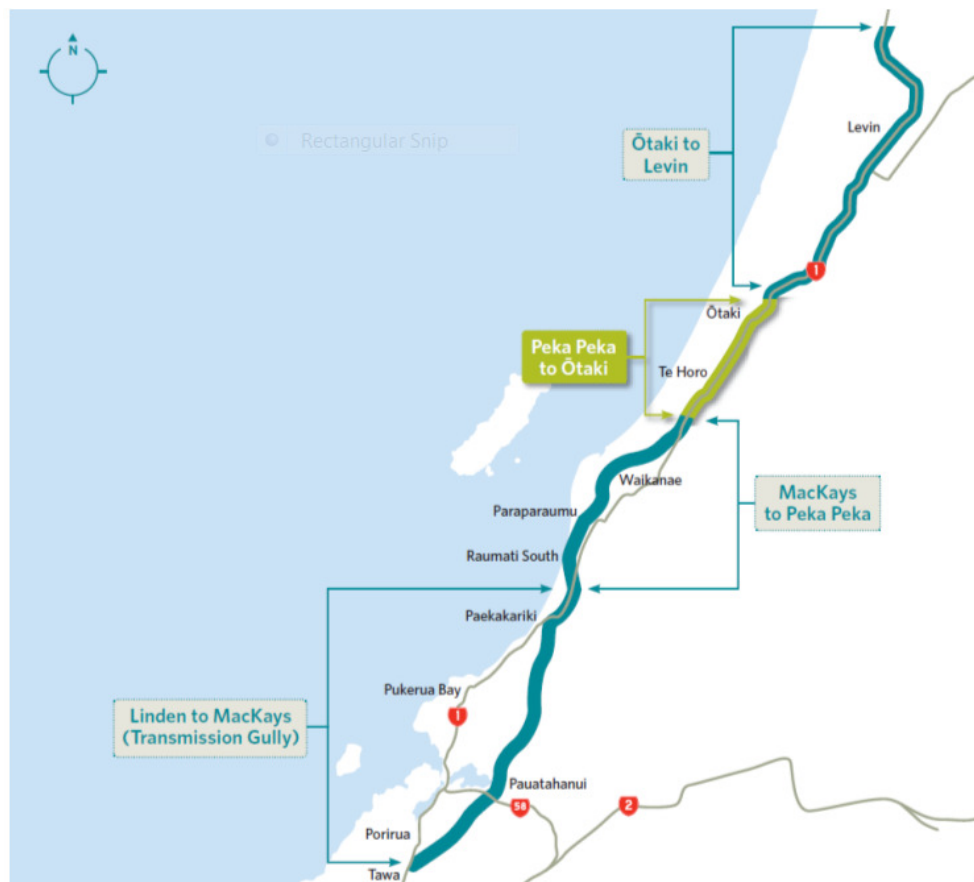 N
Rectangular Snip
Levin
Ōtaki to
Levin
1
Ōtaki
Peka Peka
to Ōtaki
Te Horo
Waikanae
MacKays
to Peka Peka
Paraparaumu
Raumati South
Paekakariki
Pukerua Bay
Linden to MacKays
(Transmission Gully)
1
Pauatahanui
58
2
Porirua
Tawa